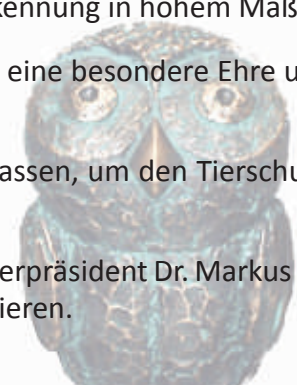 kennung in hohem Maß
eine besondere Ehre u
assen, um den Tierschu
erpräsident Dr. Markus
ieren.